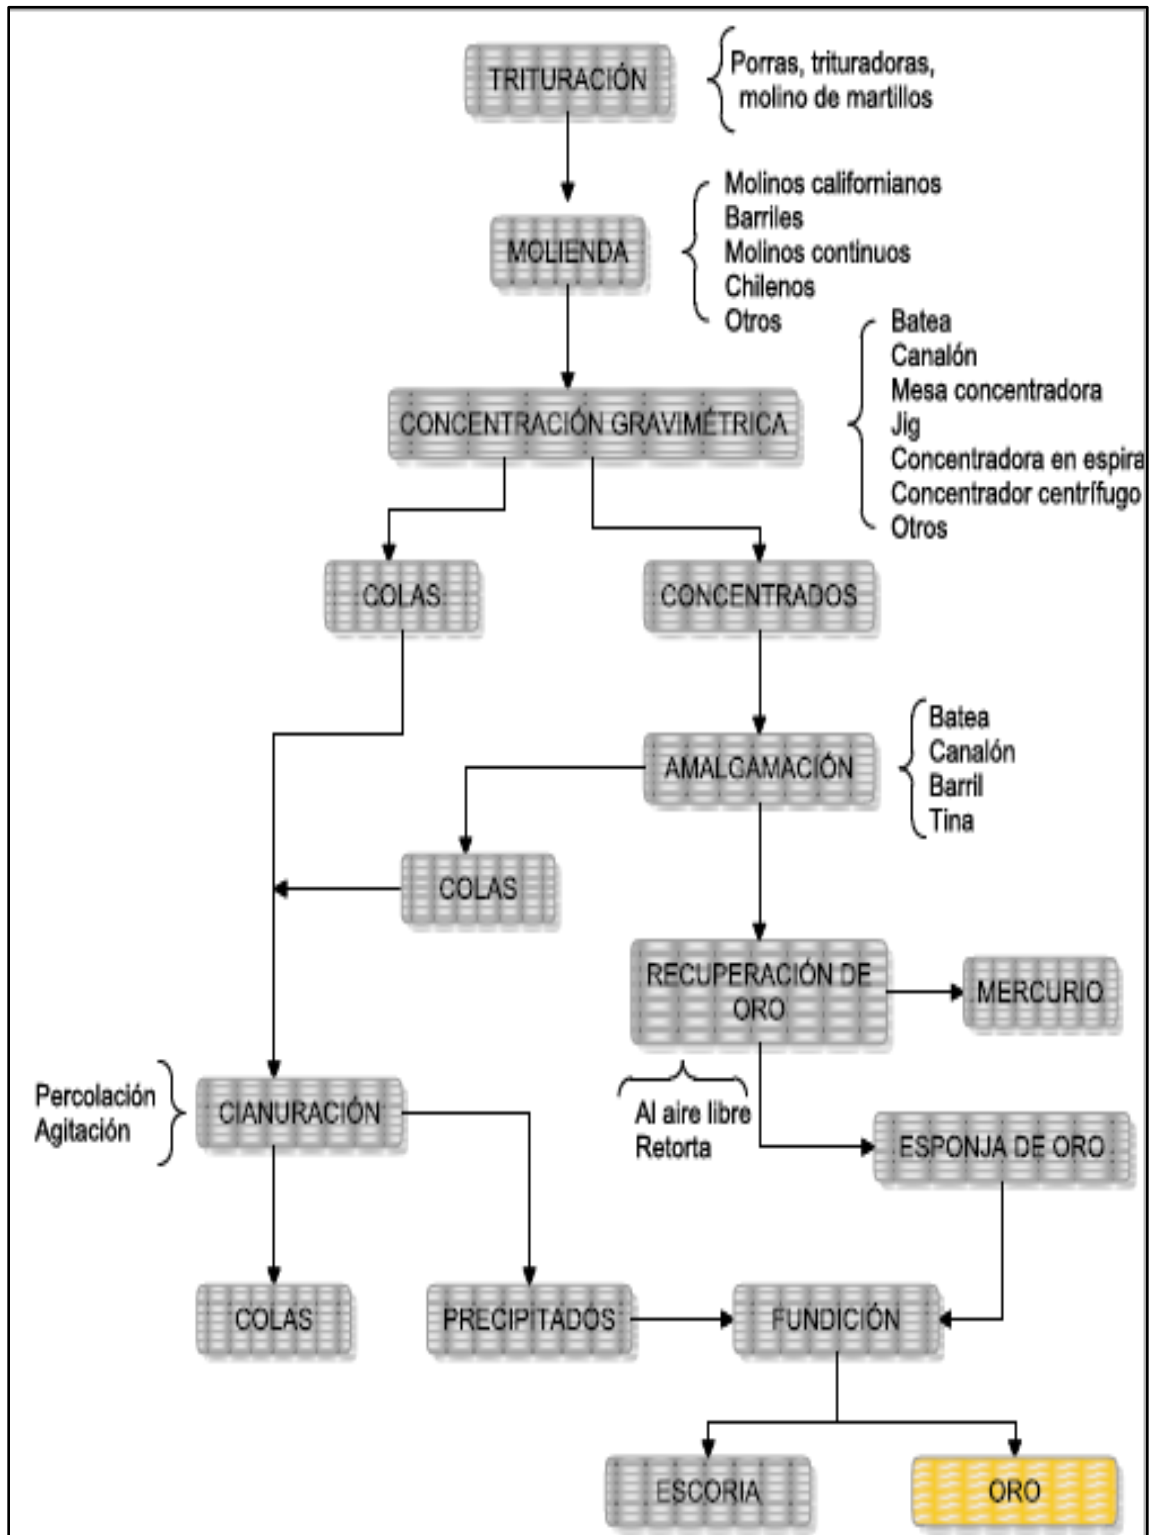 TRITURACIÓN
Porras, trituradoras,
molino de martillos
MOLIENDA
Molinos californianos
Barriles
Molinos continuos
Chilenos
Otros
CONCENTRACIÓN GRAVIMÉTRICA
Batea
Canalón
Mesa concentradora
Jig
Concentradora en espira
Concentrador centrífugo
Otros
COLAS
CONCENTRADOS
AMALGAMACIÓN
Batea
Canalón
Barril
Tina
COLAS
RECUPERACIÓN DE
ORO
MERCURIO
Al aire libre
Retorta
Percolación
Agitación
CIANURACIÓN
ESPONJA DE ORO
COLAS
PRECIPITADOS
FUNDICIÓN
ESCORIA
ORO